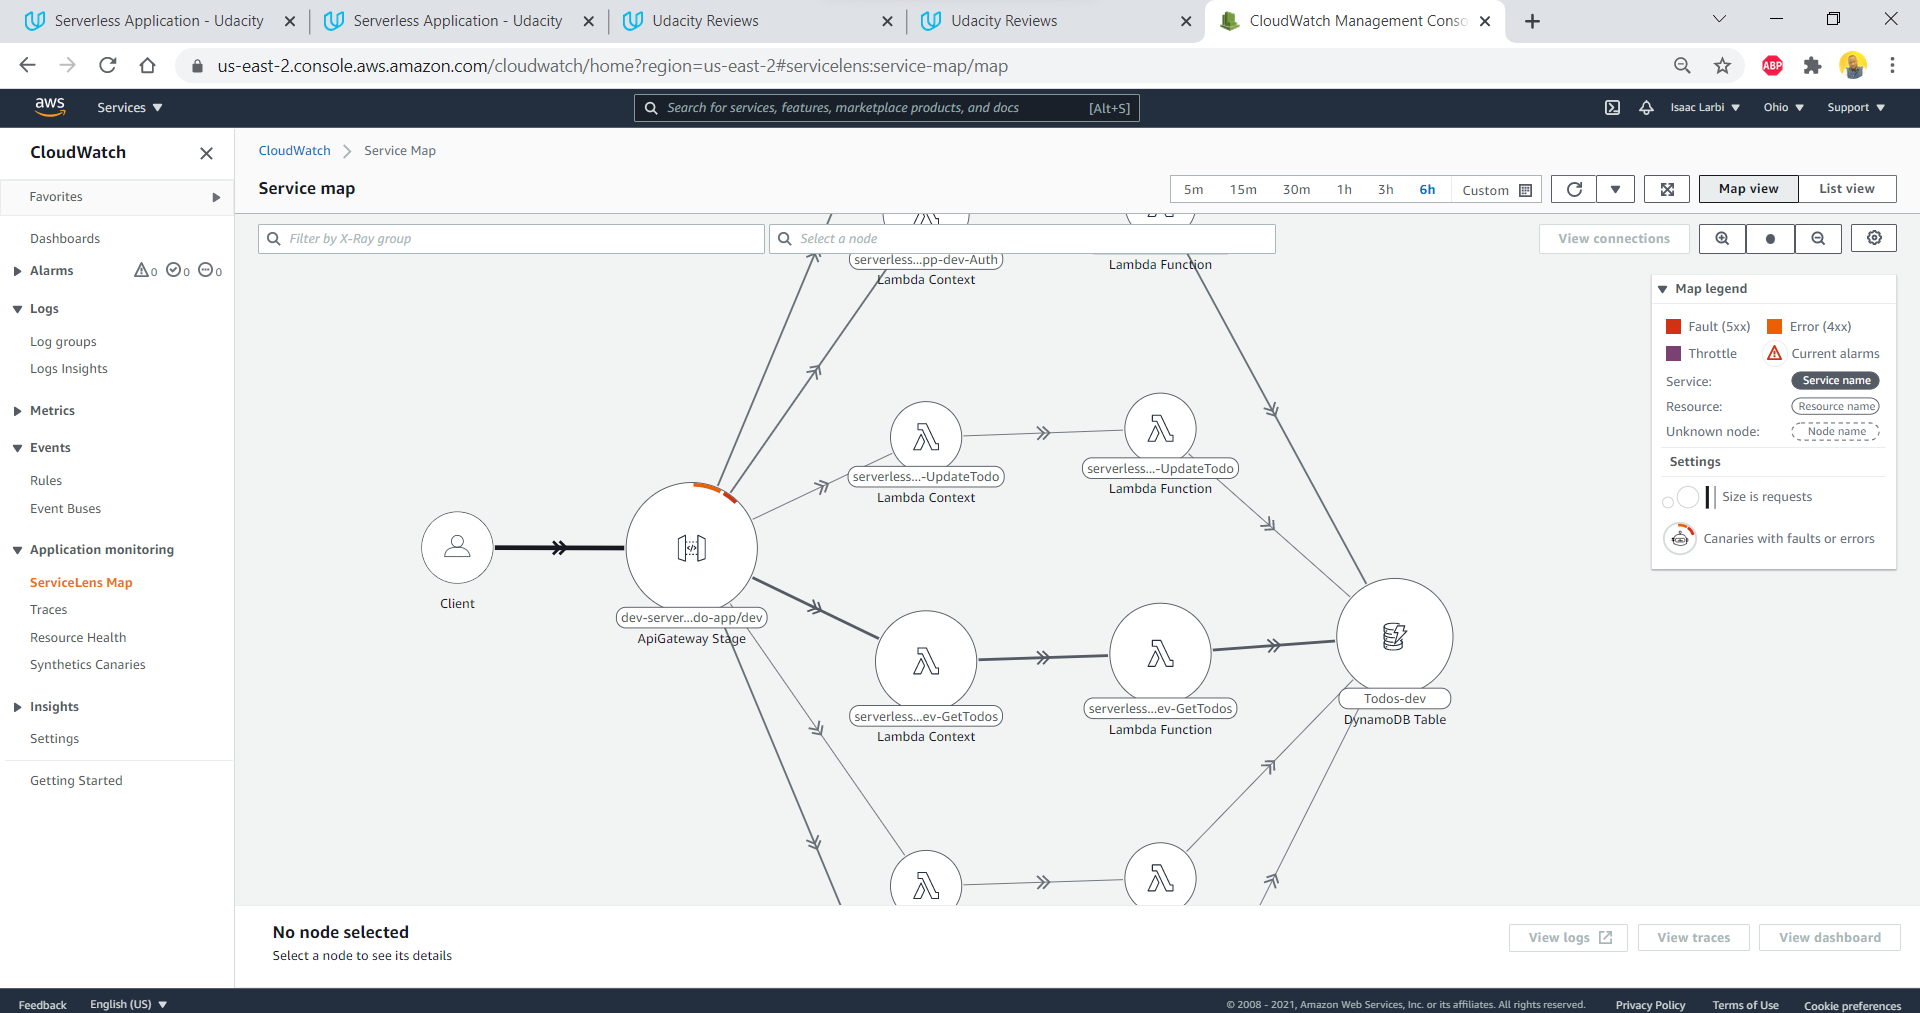 Serverless Application - Udacity
Serverless Application - Udacity
Udacity Reviews
Udacity Reviews
CloudWatch Management Conso
us-east-2.console.aws.amazon.com/cloudwatch/home?region=us-east-2#servicelens:service-map/map
ABP
aws
Services
Search for services, features, marketplace products, and docs [Alt+S]
Isaac Larbi
Ohio
Support
CloudWatch
Favorites
Dashboards
Alarms 0 0 0
Logs
Log groups
Logs Insights
Metrics
Events
Rules
Event Buses
Application monitoring
ServiceLens Map
Traces
Resource Health
Synthetics Canaries
Insights
Settings
Getting Started
CloudWatch Service Map
Service map
5m 15m 30m 1h 3h 6h Custom
Map view List view
Filter by X-Ray group
Select a node
View connections
serverless...pp-dev-Auth
Lambda Context
Lambda Function
serverless...-UpdateTodo
Lambda Context
serverless...-UpdateTodo
Lambda Function
Client
dev-server...do-app/dev
ApiGateway Stage
serverless...ev-GetTodos
Lambda Context
serverless...ev-GetTodos
Lambda Function
Todos-dev
DynamoDB Table
Map legend
Fault (5xx) Error (4xx)
Throttle Current alarms
Service: Service name
Resource: Resource name
Unknown node: Node name
Settings
Size is requests
Canaries with faults or errors
No node selected
Select a node to see its details
View logs View traces View dashboard
Feedback English (US)
© 2008 - 2021, Amazon Web Services, Inc. or its affiliates. All rights reserved. Privacy Policy Terms of Use Cookie preferences